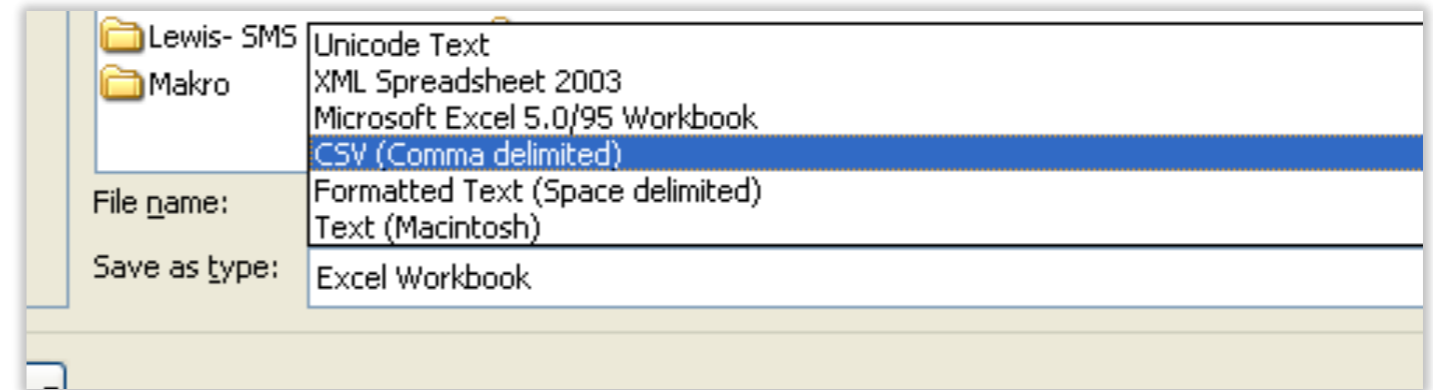 Lewis- SMS
Makro
Unicode Text
XML Spreadsheet 2003
Microsoft Excel 5.0/95 Workbook
CSV (Comma delimited)
Formatted Text (Space delimited)
Text (Macintosh)
File name:
Save as type:
Excel Workbook